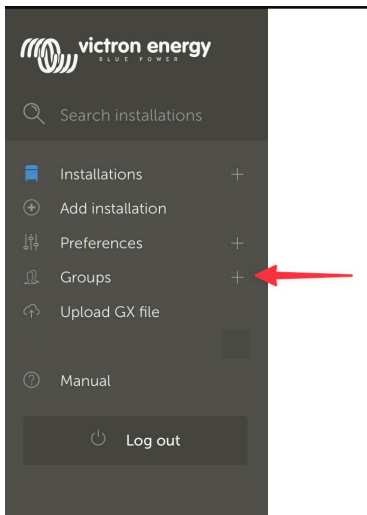 victron energy
BLUE POWER
Search installations
Installations
Add installation
Preferences
Groups
Upload GX file
Manual
Log out